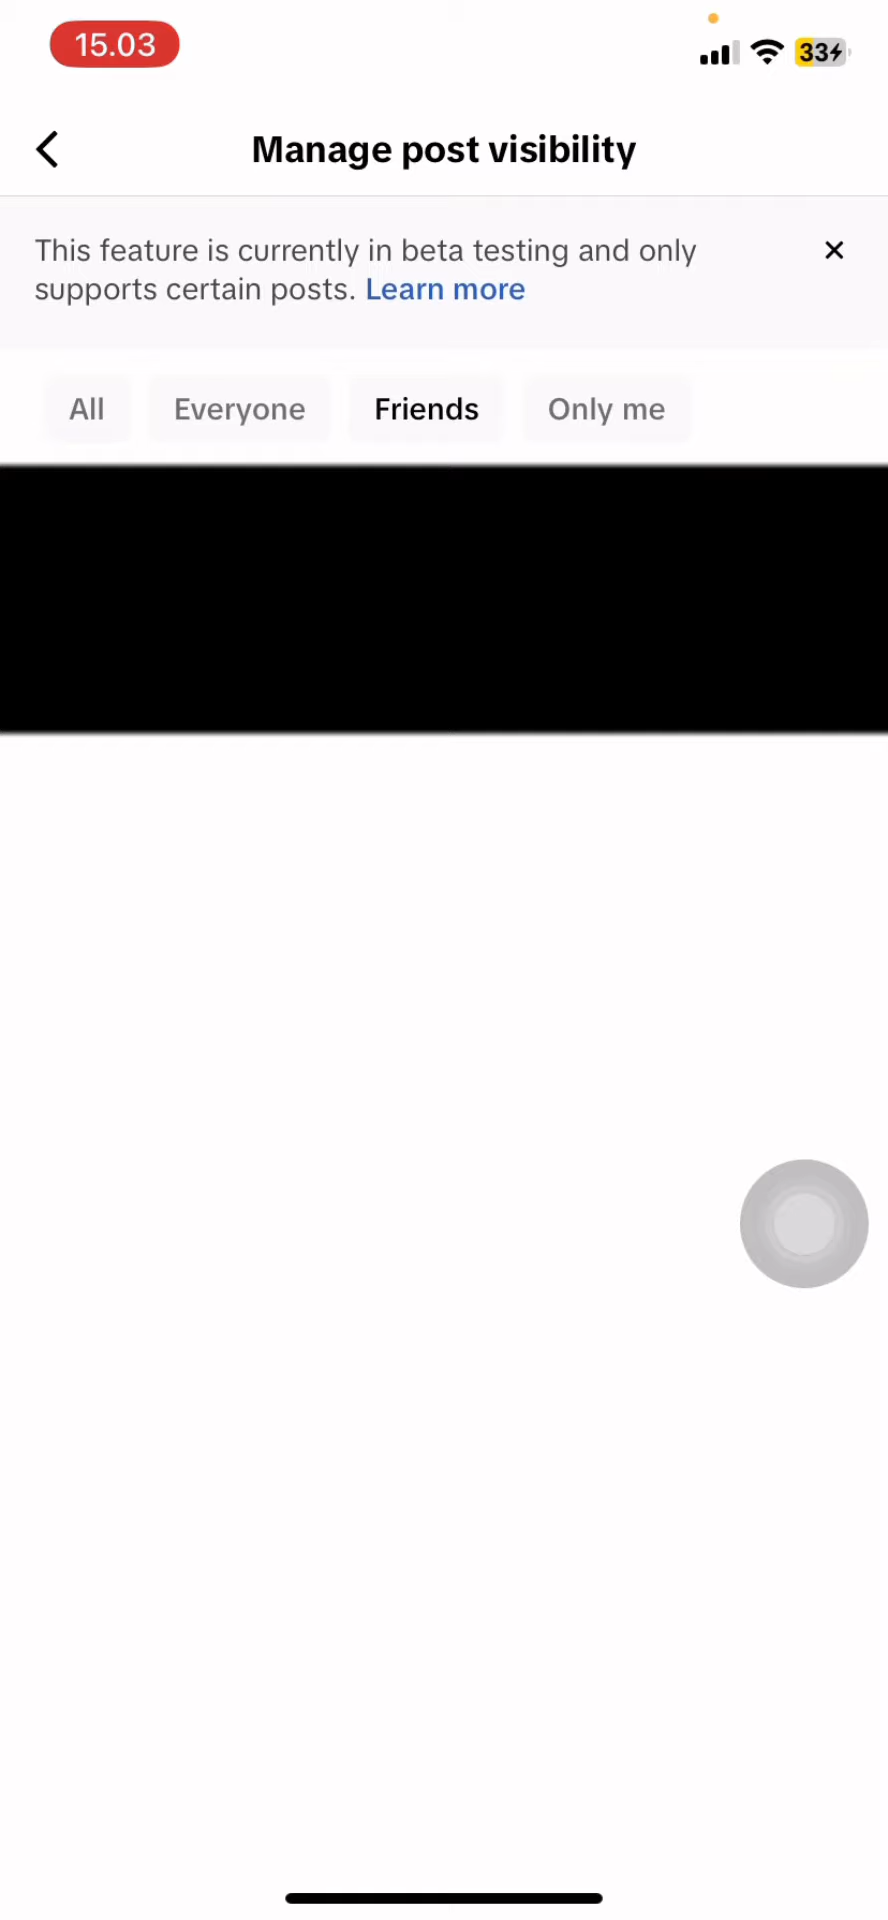 15.03
33
Manage post visibility
This feature is currently in beta testing and only
supports certain posts. Learn more
All Everyone Friends Only me